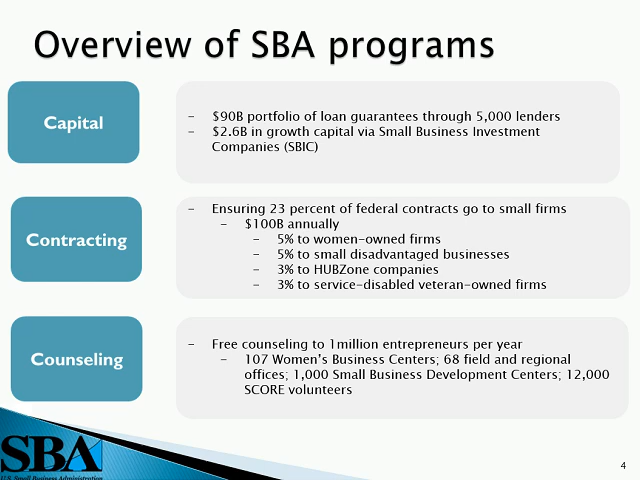 Overview of SBA programs
Capital
– $90B portfolio of loan guarantees through 5,000 lenders
– $2.6B in growth capital via Small Business Investment
Companies (SBIC)
Contracting
– Ensuring 23 percent of federal contracts go to small firms
– $100B annually
– 5% to women-owned firms
– 5% to small disadvantaged businesses
– 3% to HUBZone companies
– 3% to service-disabled veteran-owned firms
Counseling
– Free counseling to 1million entrepreneurs per year
– 107 Women's Business Centers; 68 field and regional
offices; 1,000 Small Business Development Centers; 12,000
SCORE volunteers
SBA
U.S. Small Business Administration
4